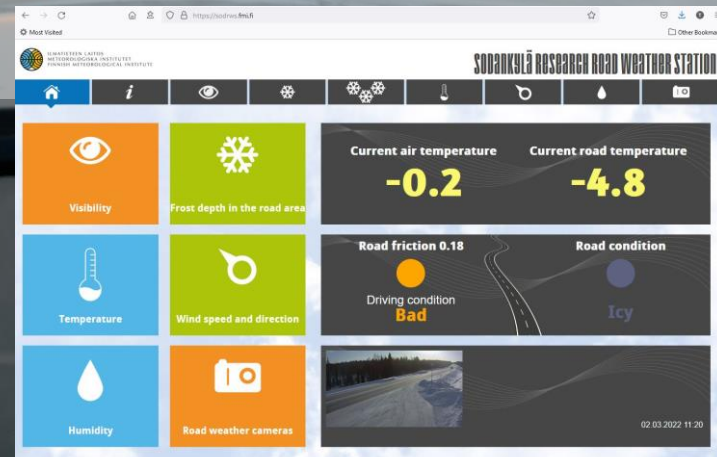 https://sodrws.fmi.fi
Most Visited
Other Bookmar
ILMATIETEEN LAITOS
METEOROLOGISKA INSTITUTET
FINNISH METEOROLOGICAL INSTITUTE
SODANKYLÄ RESEARCH ROAD WEATHER STATION
i
Visibility
Frost depth in the road area
Current air temperature
Current road temperature
-0.2
-4.8
Temperature
Wind speed and direction
Road friction 0.18
Road condition
Driving condition
Bad
Icy
Humidity
Road weather cameras
02.03.2022 11:20